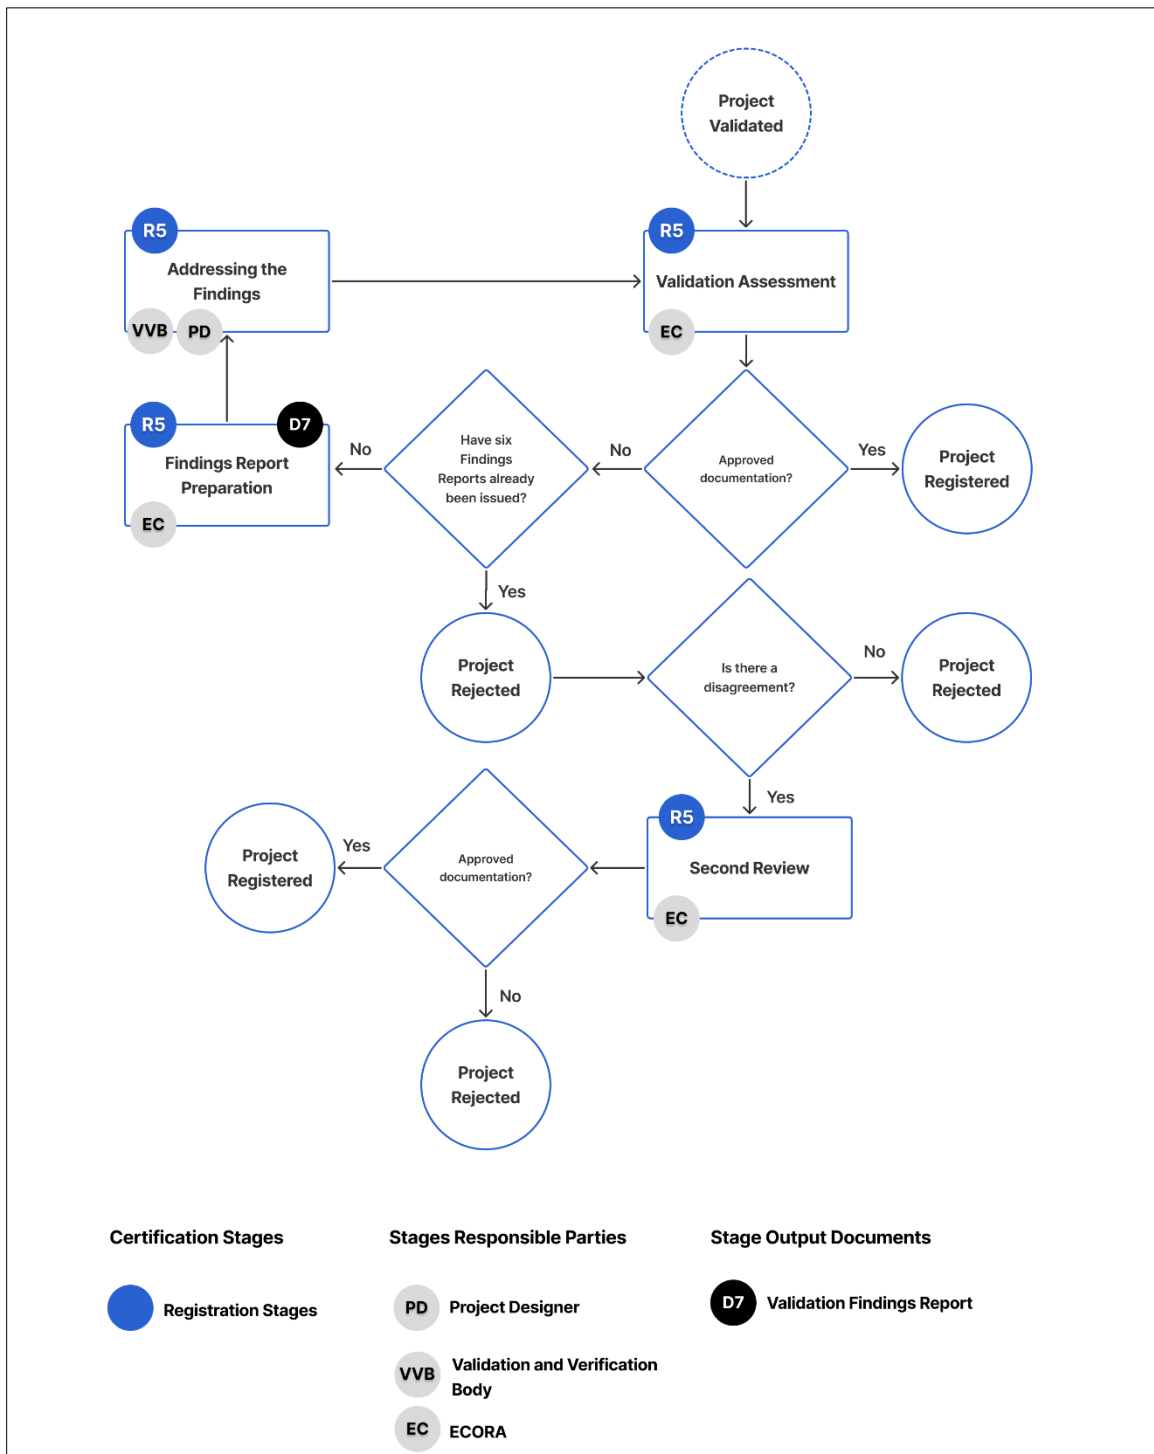 Project
Validated
R5
Addressing the
Findings
VVB
PD
R5
Validation Assessment
EC
R5
D7
Findings Report
Preparation
EC
No
Have six
Findings
Reports already
been issued?
No
Approved
documentation?
Yes
Project
Registered
Yes
Project
Rejected
Is there a
disagreement?
No
Project
Rejected
Yes
R5
Second Review
EC
Approved
documentation?
Yes
Project
Registered
No
Project
Rejected
Certification Stages
Registration Stages
Stages Responsible Parties
PD
Project Designer
VVB
Validation and Verification
Body
EC
ECORA
Stage Output Documents
D7
Validation Findings Report